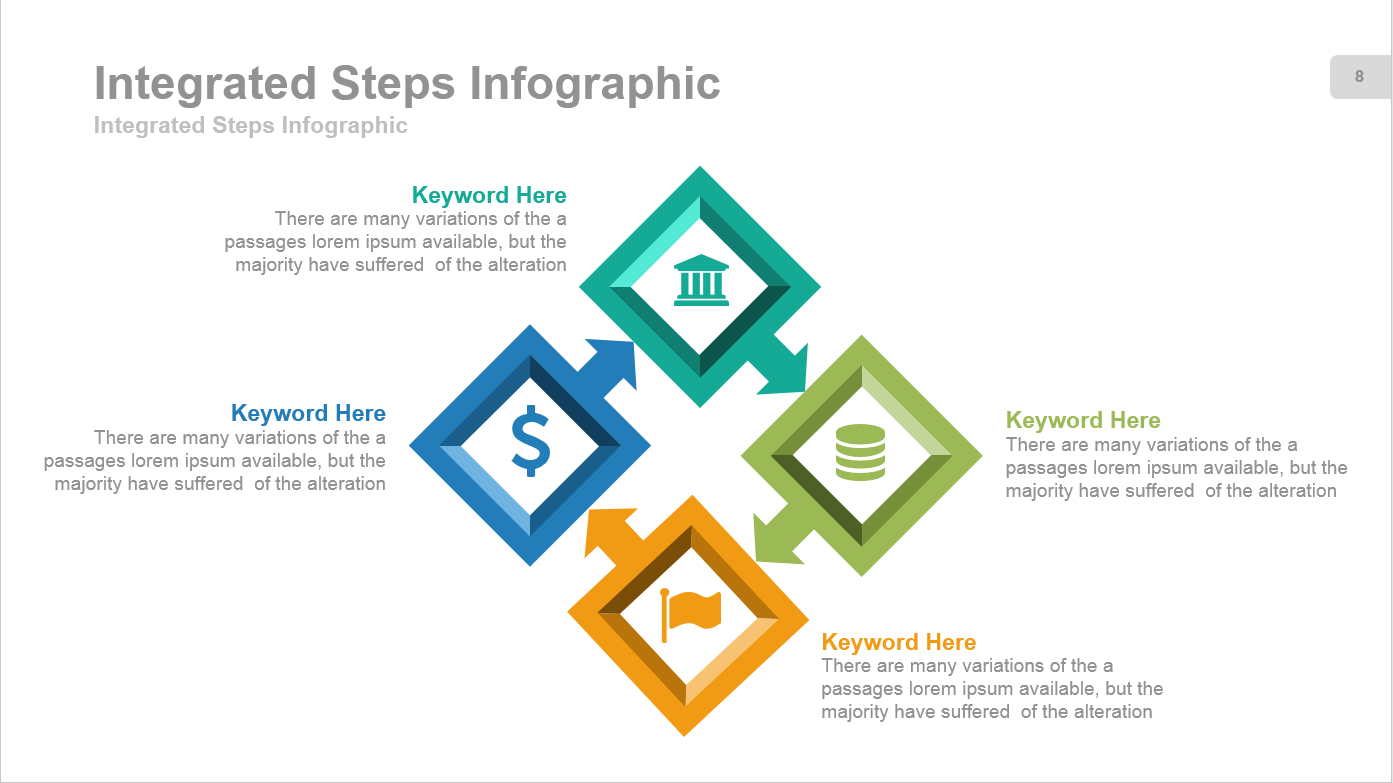 Integrated Steps Infographic
8
Integrated Steps Infographic
Keyword Here
There are many variations of the a
passages lorem ipsum available, but the
majority have suffered  of the alteration
Keyword Here
There are many variations of the a
passages lorem ipsum available, but the
majority have suffered  of the alteration
Keyword Here
There are many variations of the a
passages lorem ipsum available, but the
majority have suffered  of the alteration
Keyword Here
There are many variations of the a
passages lorem ipsum available, but the
majority have suffered  of the alteration